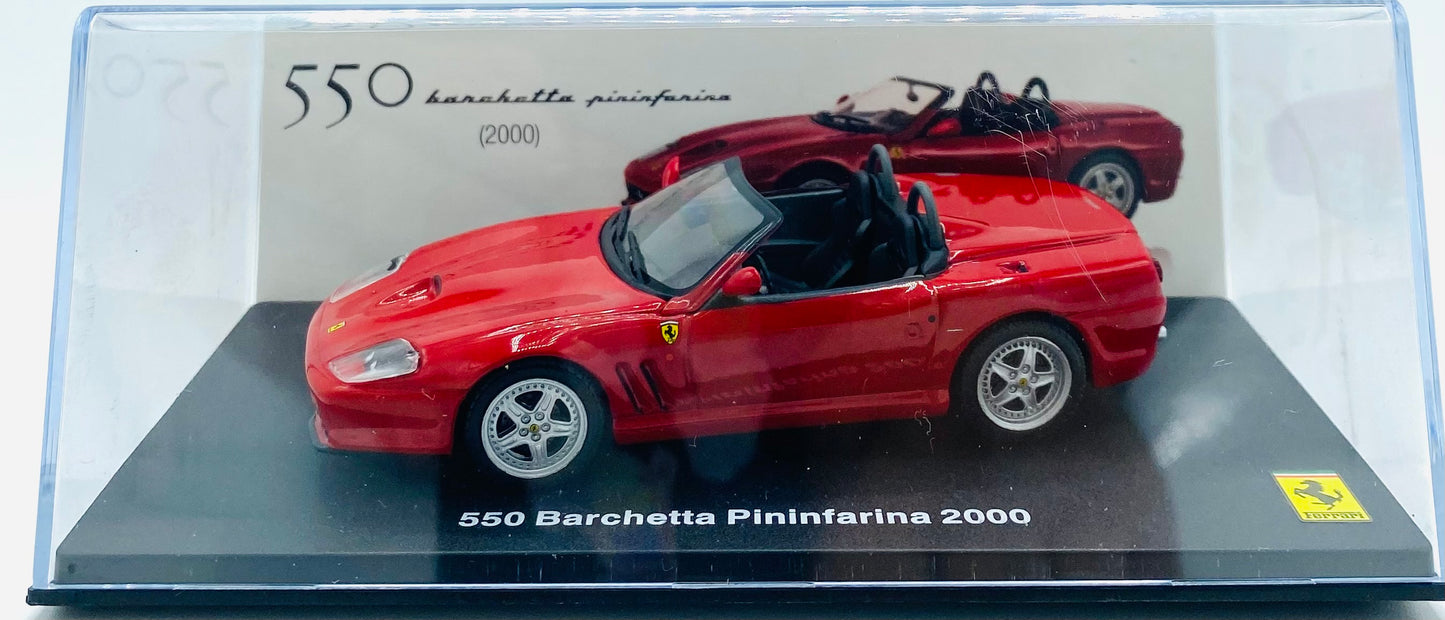 550 barchetta pininfarina
(2000)
550 Barchetta Pininfarina 2000
Ferrari